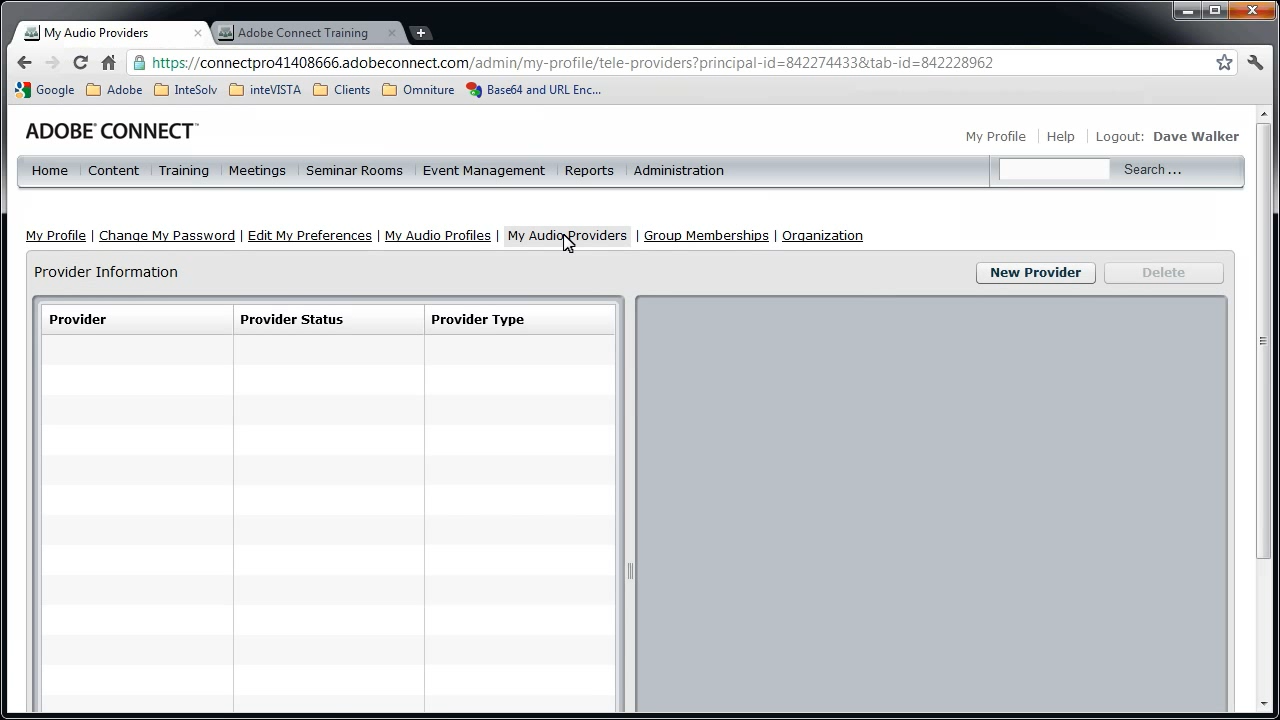 My Audio Providers
Adobe Connect Training
https://connectpro41408666.adobeconnect.com/admin/my-profile/tele-providers?principal-id=842274433&tab-id=842228962
Google Adobe InteSolv inteVISTA Clients Omniture Base64 and URL Enc...
ADOBE® CONNECT™
My Profile | Help | Logout: Dave Walker
Home | Content | Training | Meetings | Seminar Rooms | Event Management | Reports | Administration Search ...
My Profile | Change My Password | Edit My Preferences | My Audio Profiles | My Audio Providers | Group Memberships | Organization
Provider Information New Provider Delete
Provider Provider Status Provider Type